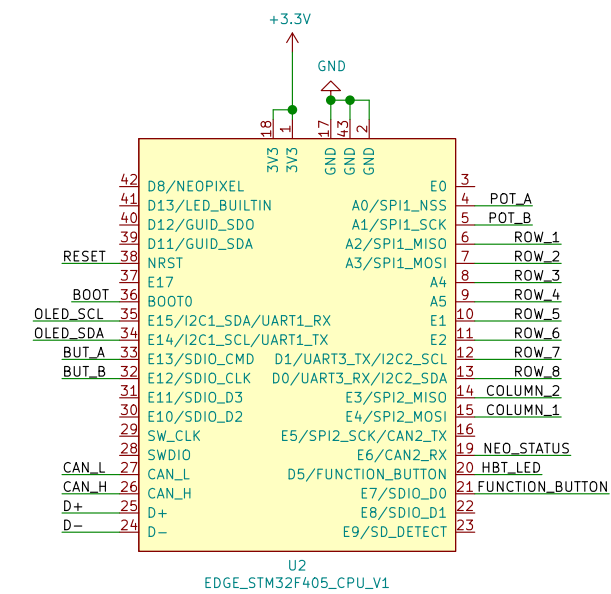 +3.3V
GND
18 1 17 43 2
3V3 3V3 GND GND GND
42 D8/NEOPIXEL E0 3
41 D13/LED_BUILTIN A0/SPI1_NSS 4 POT_A
40 D12/GUID_SDO A1/SPI1_SCK 5 POT_B
39 D11/GUID_SDA A2/SPI1_MISO 6 ROW_1
RESET 38 NRST A3/SPI1_MOSI 7 ROW_2
37 E17 A4 8 ROW_3
BOOT 36 BOOT0 A5 9 ROW_4
OLED_SCL 35 E15/I2C1_SDA/UART1_RX E1 10 ROW_5
OLED_SDA 34 E14/I2C1_SCL/UART1_TX E2 11 ROW_6
BUT_A 33 E13/SDIO_CMD D1/UART3_TX/I2C2_SCL 12 ROW_7
BUT_B 32 E12/SDIO_CLK D0/UART3_RX/I2C2_SDA 13 ROW_8
31 E11/SDIO_D3 E3/SPI2_MISO 14 COLUMN_2
30 E10/SDIO_D2 E4/SPI2_MOSI 15 COLUMN_1
29 SW_CLK E5/SPI2_SCK/CAN2_TX 16
28 SWDIO E6/CAN2_RX 19 NEO_STATUS
CAN_L 27 CAN_L D5/FUNCTION_BUTTON 20 HBT_LED
CAN_H 26 CAN_H E7/SDIO_D0 21 FUNCTION_BUTTON
D+ 25 D+ E8/SDIO_D1 22
D− 24 D− E9/SD_DETECT 23
U2
EDGE_STM32F405_CPU_V1